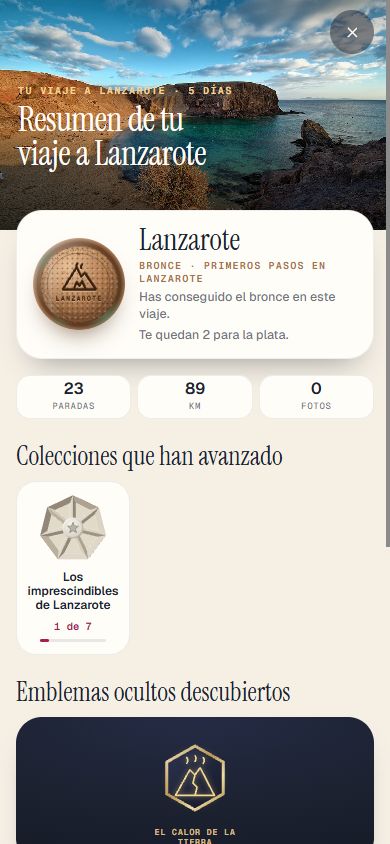 TU VIAJE A LANZAROTE · 5 DÍAS
Resumen de tu
viaje a Lanzarote
Lanzarote
BRONCE · PRIMEROS PASOS EN
LANZAROTE
Has conseguido el bronce en este
viaje.
Te quedan 2 para la plata.
LANZAROTE
23
PARADAS
89
KM
0
FOTOS
Colecciones que han avanzado
Los
imprescindibles
de Lanzarote
1 de 7
Emblemas ocultos descubiertos
EL CALOR DE LA
TIERRA